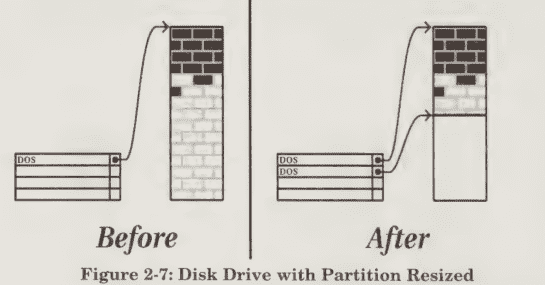 DOS
Before
DOS
DOS
After
Figure 2-7: Disk Drive with Partition Resized